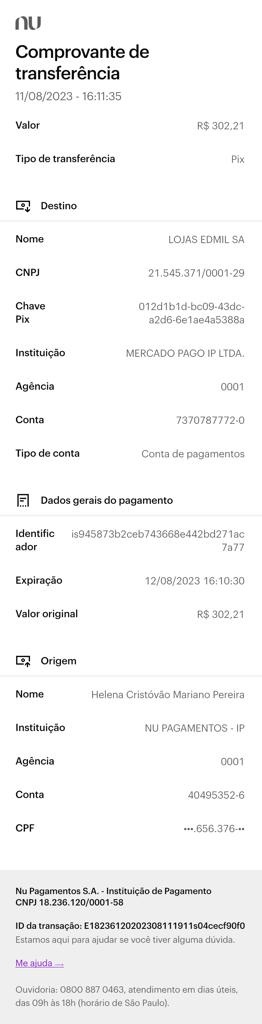 nu
Comprovante de
transferência
11/08/2023 - 16:11:35
Valor R$ 302,21
Tipo de transferência Pix
Destino
Nome LOJAS EDMIL SA
CNPJ 21.545.371/0001-29
Chave Pix 012d1b1d-bc09-43dc-
a2d6-6e1ae4a5388a
Instituição MERCADO PAGO IP LTDA.
Agência 0001
Conta 7370787772-0
Tipo de conta Conta de pagamentos
Dados gerais do pagamento
Identific is945873b2ceb743668e442bd271ac
ador 7a77
Expiração 12/08/2023 16:10:30
Valor original R$ 302,21
Origem
Nome Helena Cristóvão Mariano Pereira
Instituição NU PAGAMENTOS - IP
Agência 0001
Conta 40495352-6
CPF •••.656.376-••
Nu Pagamentos S.A. - Instituição de Pagamento
CNPJ 18.236.120/0001-58
ID da transação: E18236120202308111911s04cecf90f0
Estamos aqui para ajudar se você tiver alguma dúvida.
Me ajuda →
Ouvidoria: 0800 887 0463, atendimento em dias úteis,
das 09h às 18h (horário de São Paulo).